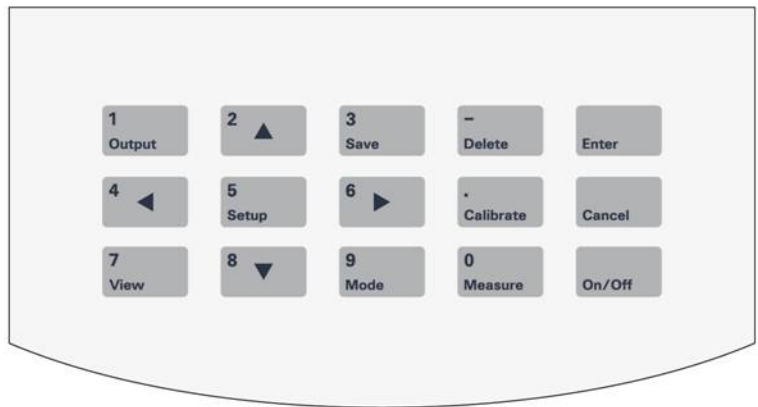 1 2 3 –
Output Save Delete Enter
4 5 6 .
Setup Calibrate Cancel
7 8 9 0
View Mode Measure On/Off